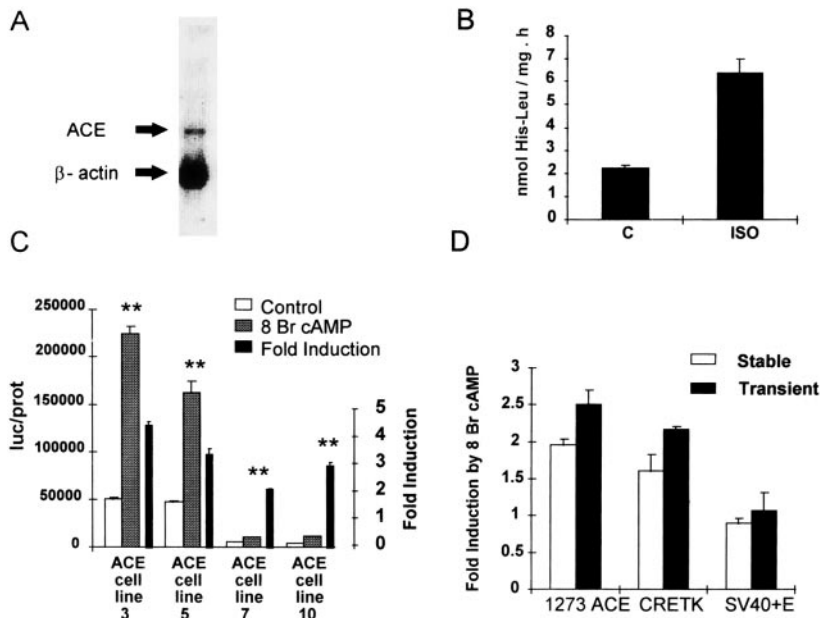 A
ACE
β- actin
B
nmol His-Leu / mg . h
8
7
6
5
4
3
2
1
0
C
ISO
C
luc/prot
250000
200000
150000
100000
50000
0
**
**
**
**
Control
8 Br cAMP
Fold Induction
5
4
3
2
1
0
Fold Induction
ACE cell line 3
ACE cell line 5
ACE cell line 7
ACE cell line 10
D
Fold Induction by 8 Br cAMP
3
2.5
2
1.5
1
0.5
0
Stable
Transient
1273 ACE
CRETK
SV40+E